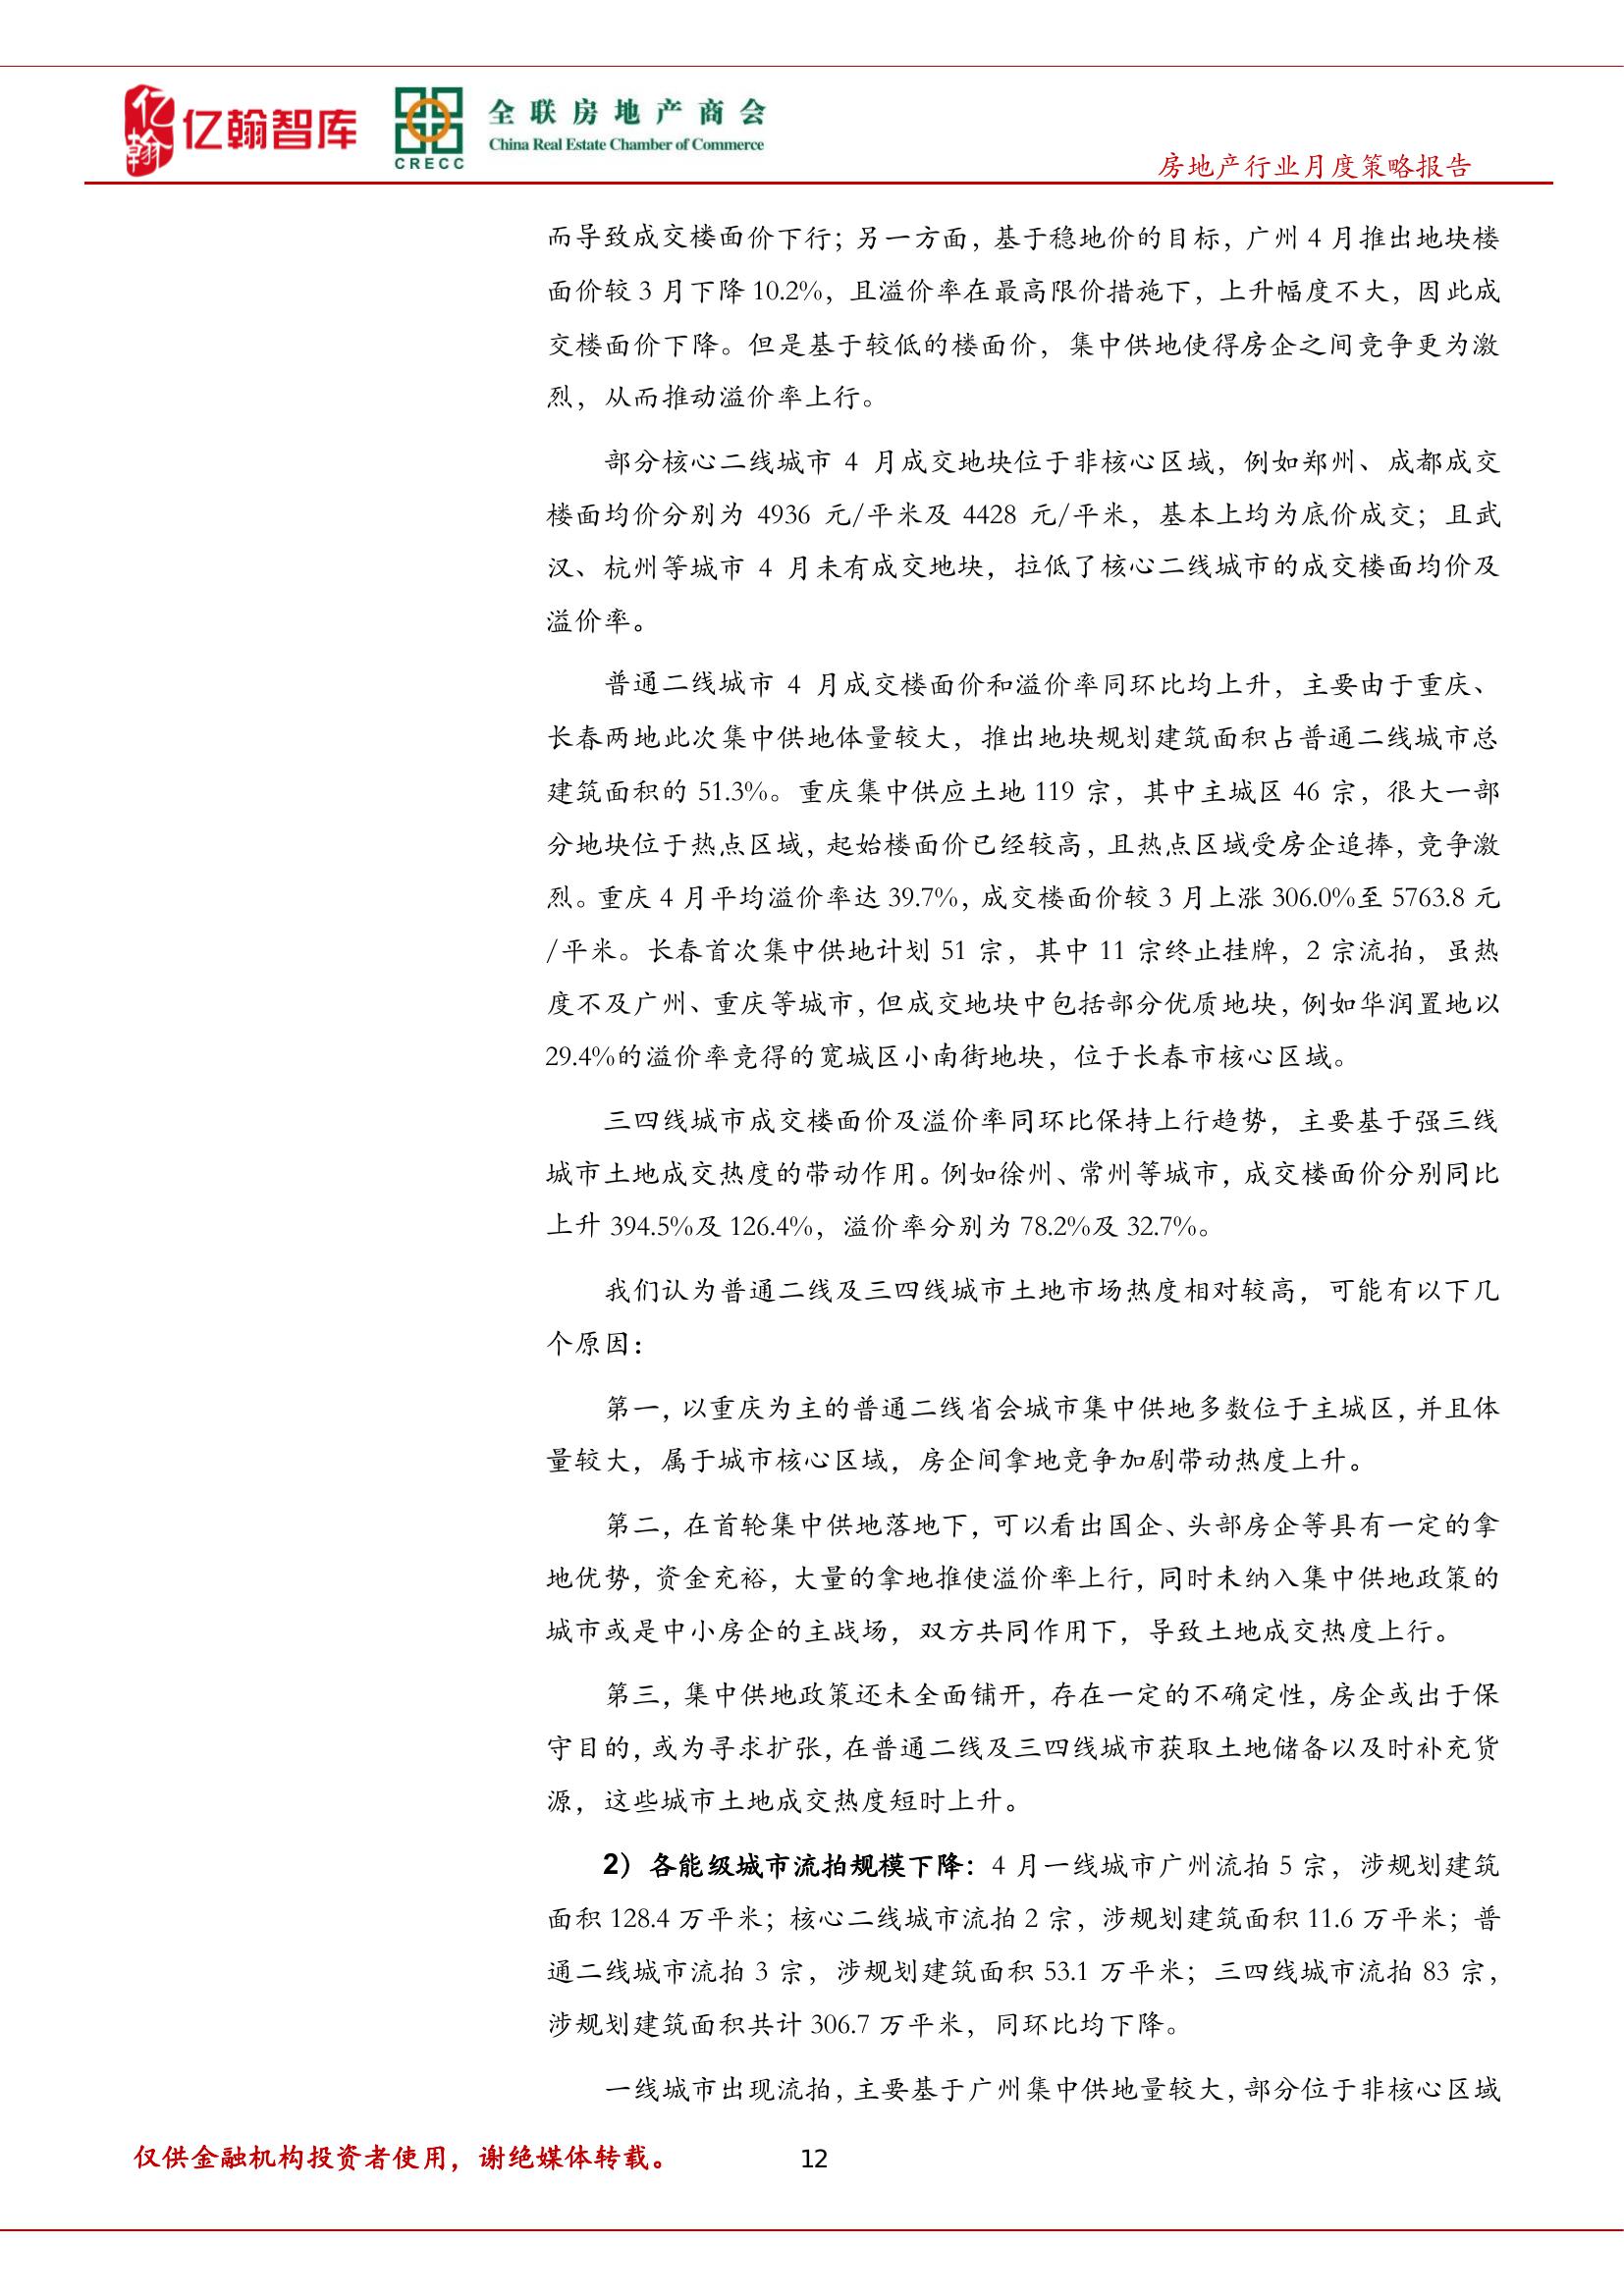 亿翰
亿翰智库
CRECC
全联房地产商会
China Real Estate Chamber of Commerce
房地产行业月度策略报告
而导致成交楼面价下行；另一方面，基于稳地价的目标，广州 4 月推出地块楼
面价较 3 月下降 10.2%，且溢价率在最高限价措施下，上升幅度不大，因此成
交楼面价下降。但是基于较低的楼面价，集中供地使得房企之间竞争更为激
烈，从而推动溢价率上行。
部分核心二线城市 4 月成交地块位于非核心区域，例如郑州、成都成交
楼面均价分别为 4936 元/平米及 4428 元/平米，基本上均为底价成交；且武
汉、杭州等城市 4 月未有成交地块，拉低了核心二线城市的成交楼面均价及
溢价率。
普通二线城市 4 月成交楼面价和溢价率同环比均上升，主要由于重庆、
长春两地此次集中供地体量较大，推出地块规划建筑面积占普通二线城市总
建筑面积的 51.3%。重庆集中供应土地 119 宗，其中主城区 46 宗，很大一部
分地块位于热点区域，起始楼面价已经较高，且热点区域受房企追捧，竞争激
烈。重庆 4 月平均溢价率达 39.7%，成交楼面价较 3 月上涨 306.0%至 5763.8 元
/平米。长春首次集中供地计划 51 宗，其中 11 宗终止挂牌，2 宗流拍，虽热
度不及广州、重庆等城市，但成交地块中包括部分优质地块，例如华润置地以
29.4%的溢价率竞得的宽城区小南街地块，位于长春市核心区域。
三四线城市成交楼面价及溢价率同环比保持上行趋势，主要基于强三线
城市土地成交热度的带动作用。例如徐州、常州等城市，成交楼面价分别同比
上升 394.5%及 126.4%，溢价率分别为 78.2%及 32.7%。
我们认为普通二线及三四线城市土地市场热度相对较高，可能有以下几
个原因：
第一，以重庆为主的普通二线省会城市集中供地多数位于主城区，并且体
量较大，属于城市核心区域，房企间拿地竞争加剧带动热度上升。
第二，在首轮集中供地落地下，可以看出国企、头部房企等具有一定的拿
地优势，资金充裕，大量的拿地推使溢价率上行，同时未纳入集中供地政策的
城市或是中小房企的主战场，双方共同作用下，导致土地成交热度上行。
第三，集中供地政策还未全面铺开，存在一定的不确定性，房企或出于保
守目的，或为寻求扩张，在普通二线及三四线城市获取土地储备以及时补充货
源，这些城市土地成交热度短时上升。
2）各能级城市流拍规模下降：4 月一线城市广州流拍 5 宗，涉规划建筑
面积 128.4 万平米；核心二线城市流拍 2 宗，涉规划建筑面积 11.6 万平米；普
通二线城市流拍 3 宗，涉规划建筑面积 53.1 万平米；三四线城市流拍 83 宗，
涉规划建筑面积共计 306.7 万平米，同环比均下降。
一线城市出现流拍，主要基于广州集中供地量较大，部分位于非核心区域
仅供金融机构投资者使用，谢绝媒体转载。
12